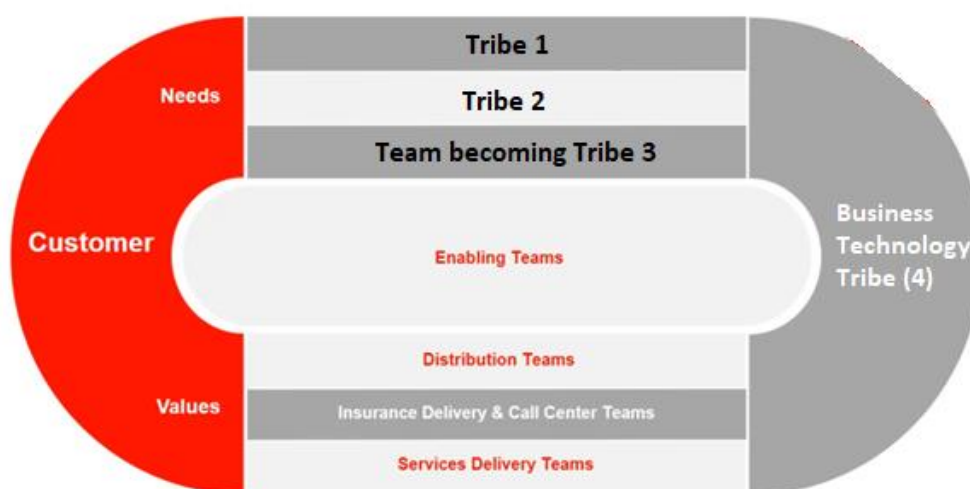 Tribe 1
Needs
Tribe 2
Team becoming Tribe 3
Customer
Enabling Teams
Business
Technology
Tribe (4)
Distribution Teams
Values
Insurance Delivery & Call Center Teams
Services Delivery Teams